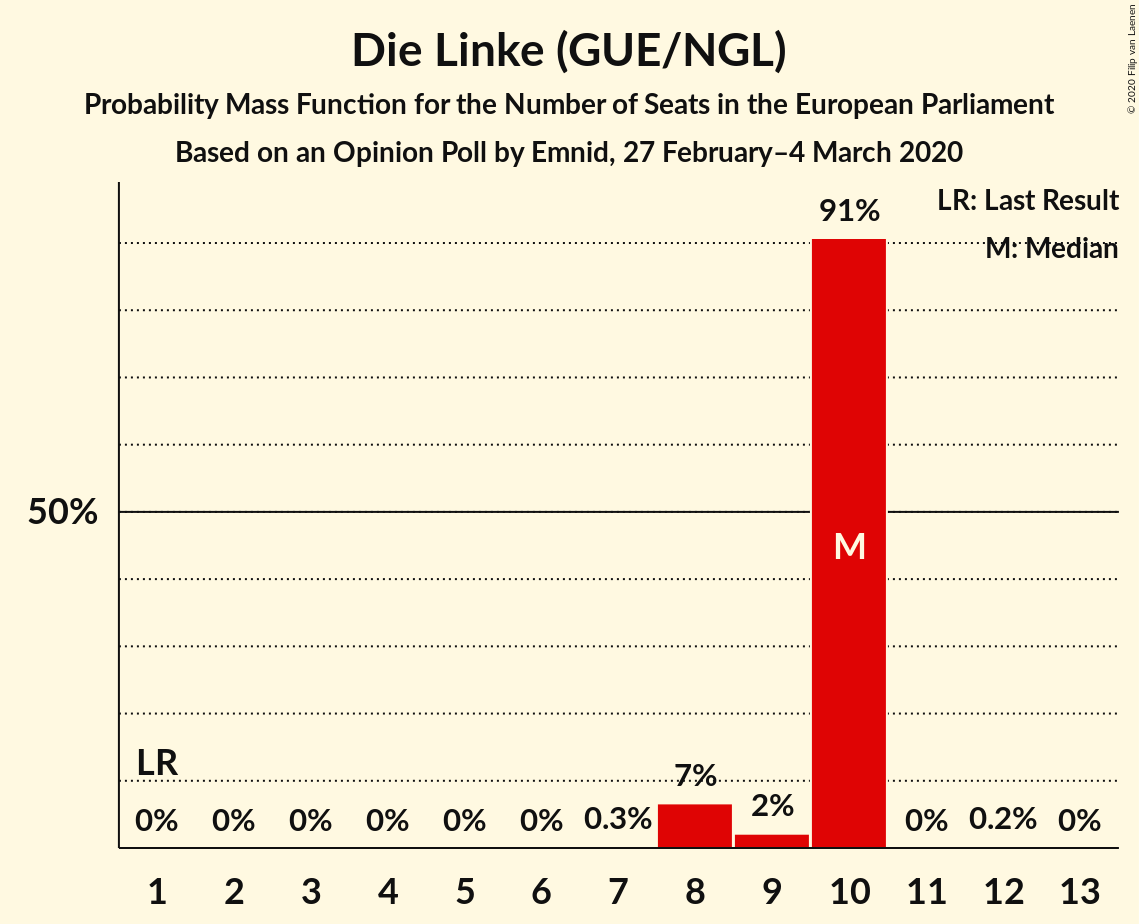 Die Linke (GUE/NGL)
Probability Mass Function for the Number of Seats in the European Parliament
Based on an Opinion Poll by Emnid, 27 February–4 March 2020
© 2020 Filip van Laenen
LR: Last Result
M: Median
91%
50%
M
LR
7%
2%
0% 0% 0% 0% 0% 0% 0.3% 0% 0.2% 0%
1 2 3 4 5 6 7 8 9 10 11 12 13